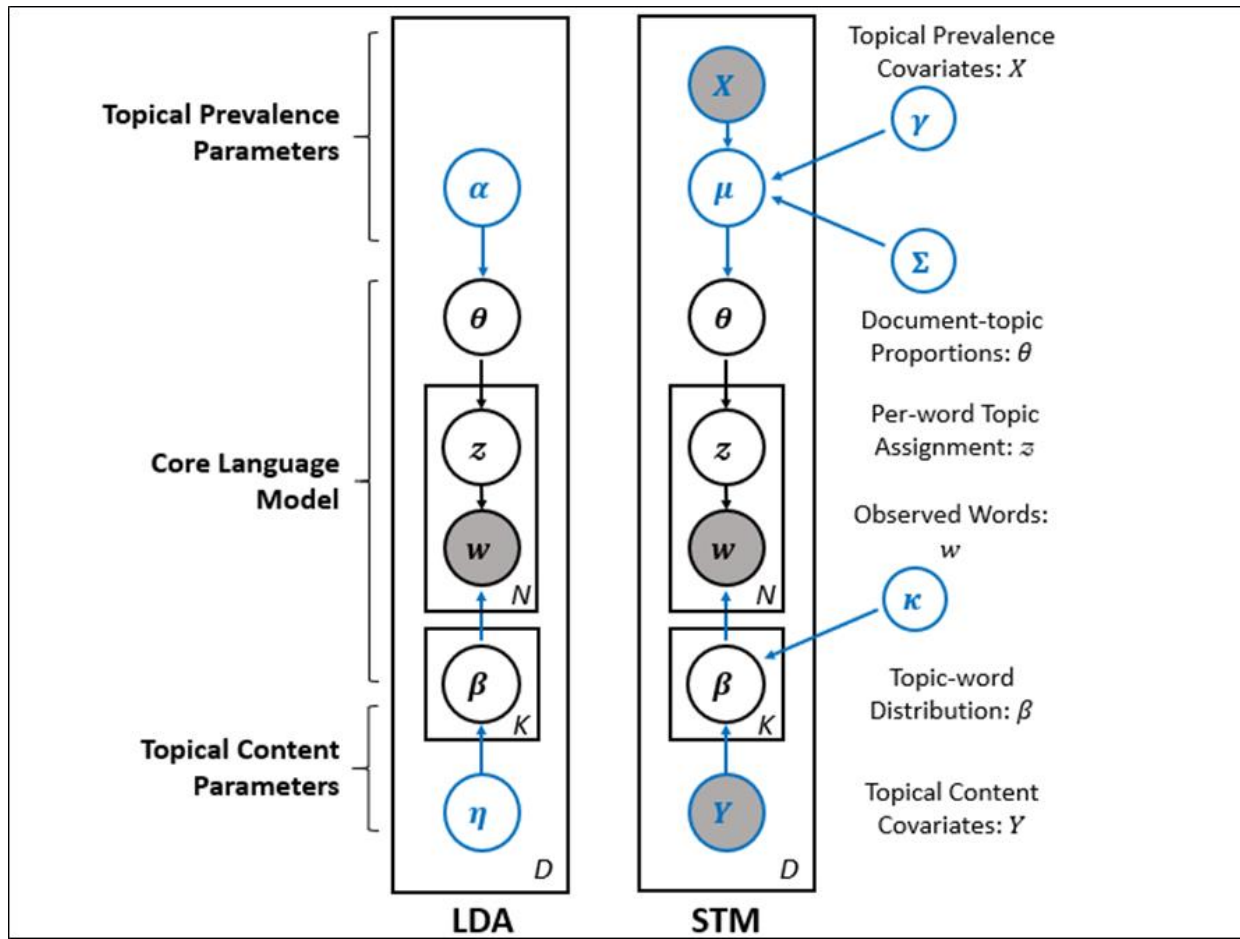 Topical Prevalence
Parameters
Core Language
Model
Topical Content
Parameters
α
θ
z
w
N
β
K
η
D
LDA
X
μ
θ
z
w
N
β
K
Y
D
STM
Topical Prevalence
Covariates: X
γ
Σ
Document-topic
Proportions: θ
Per-word Topic
Assignment: z
Observed Words:
w
κ
Topic-word
Distribution: β
Topical Content
Covariates: Y